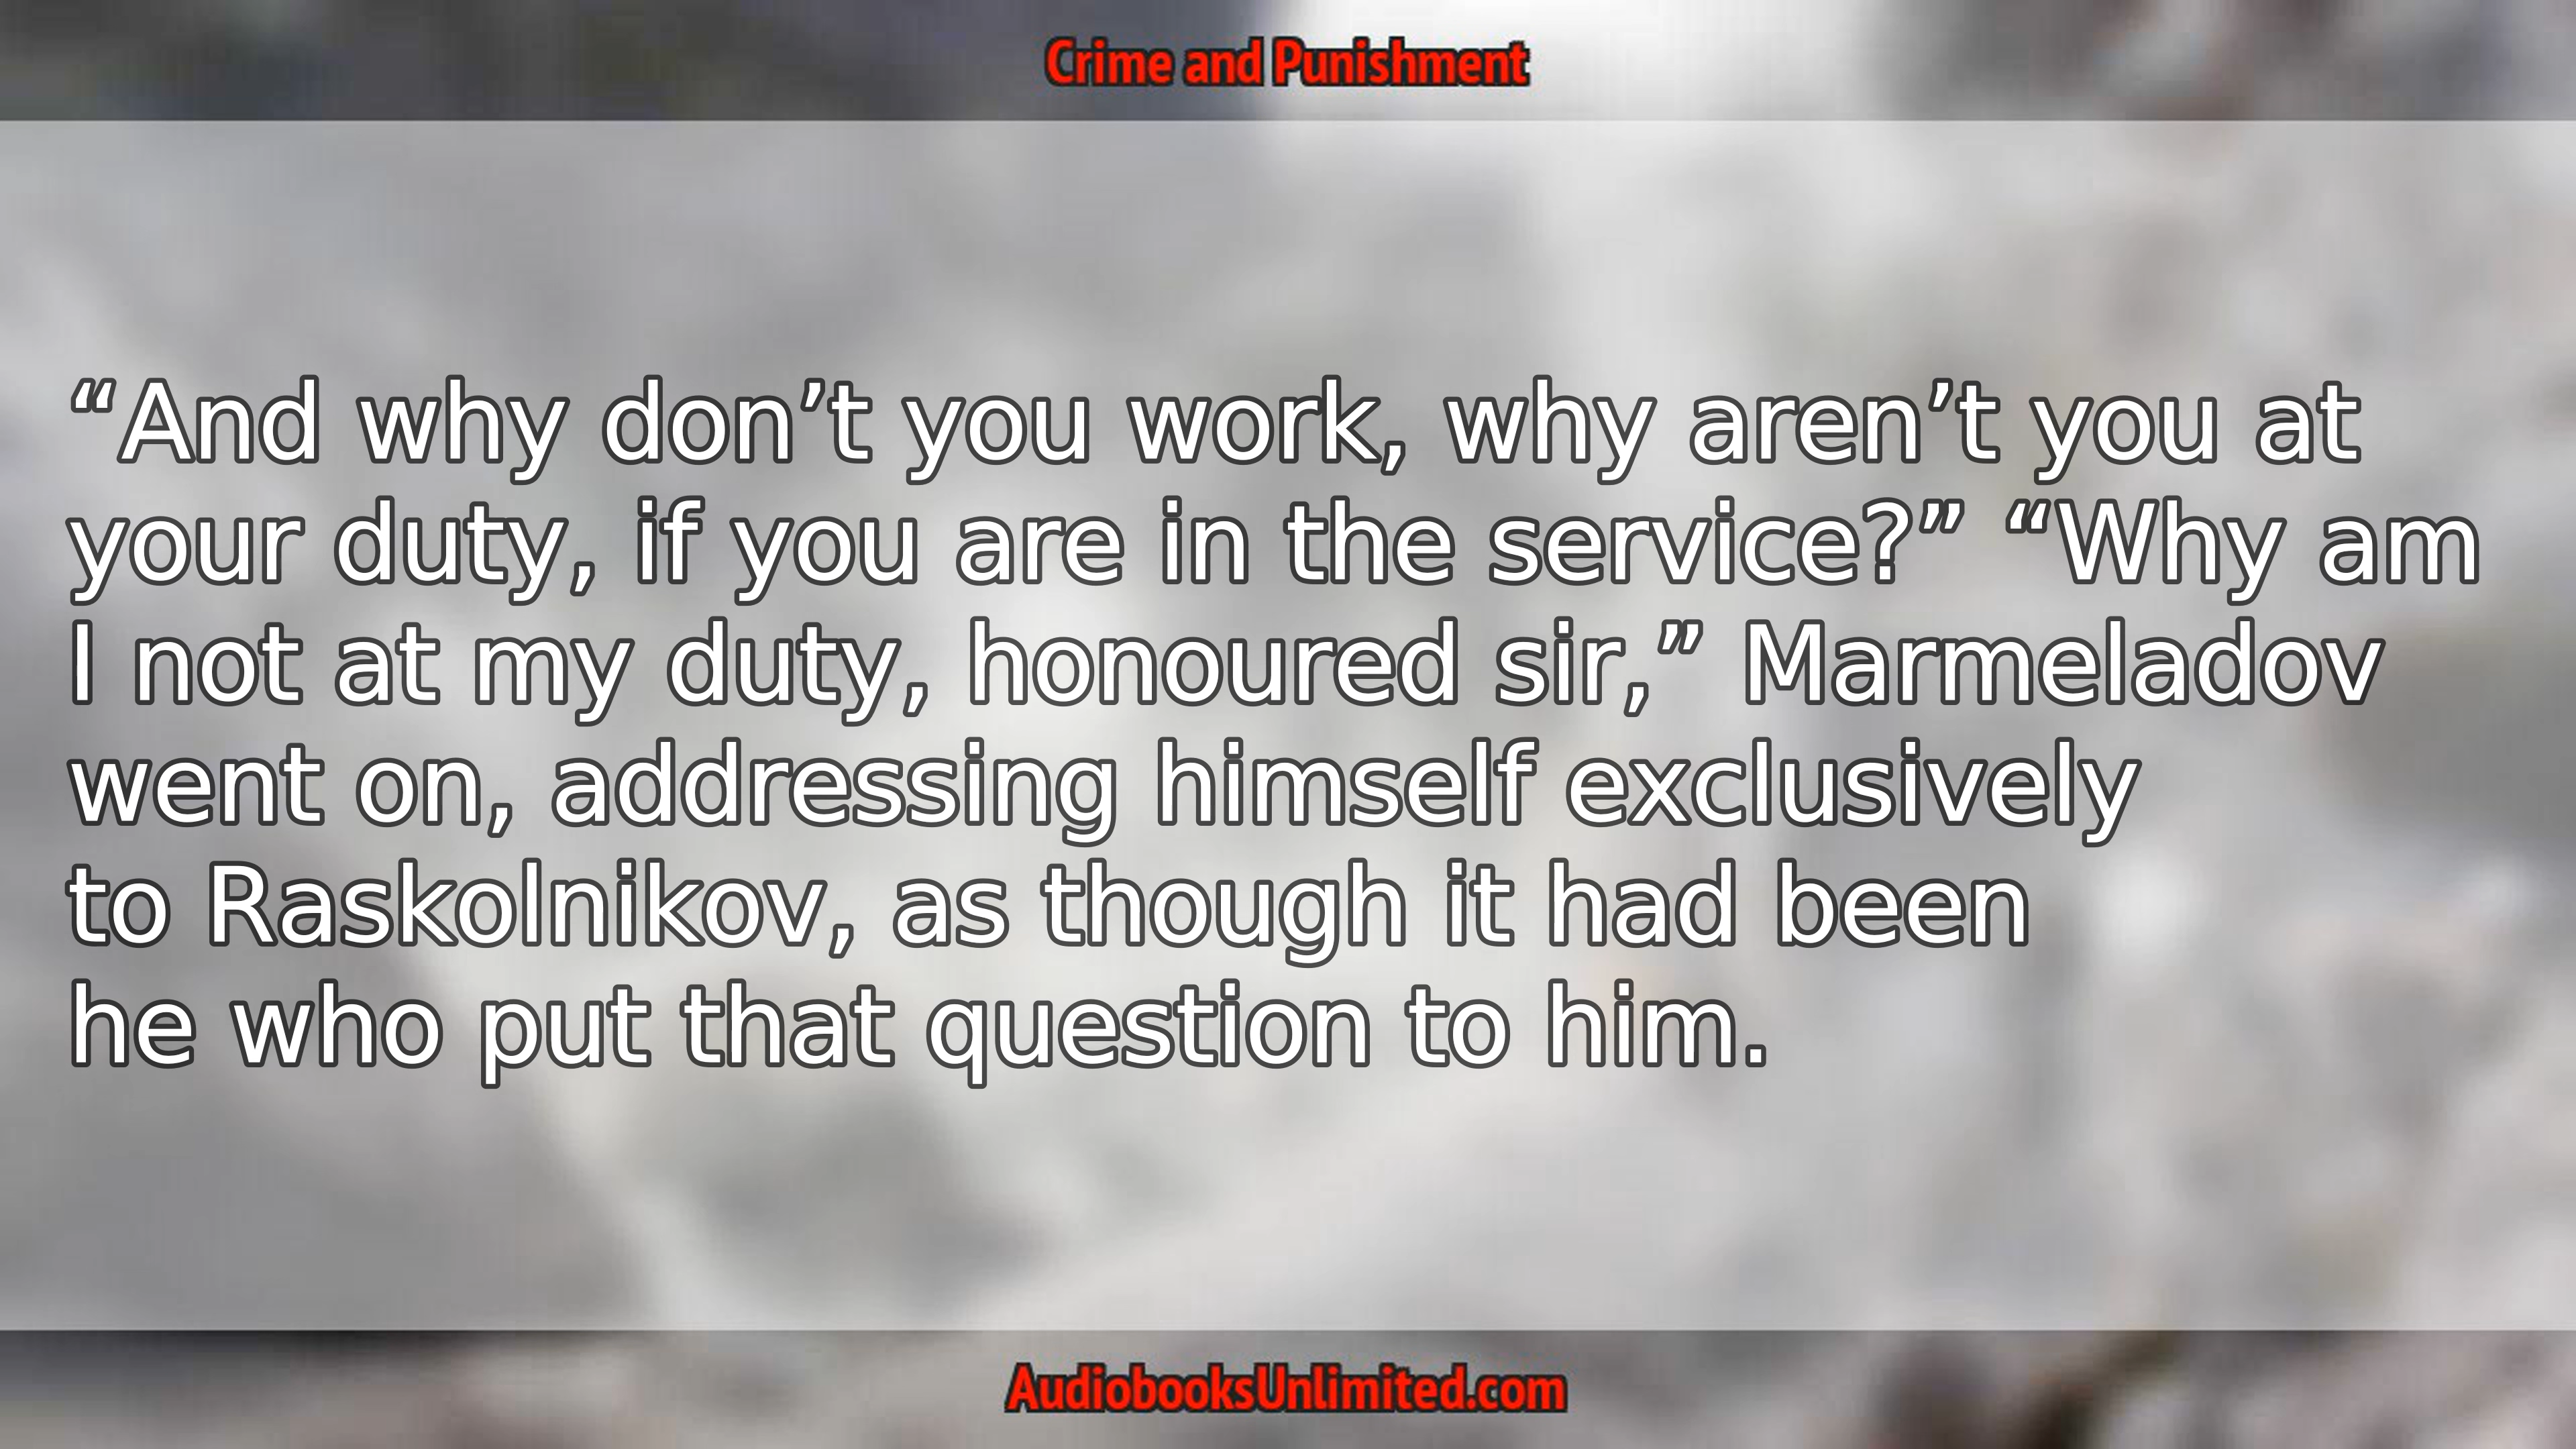 Crime and Punishment
“And why don’t you work, why aren’t you at
your duty, if you are in the service?” “Why am
I not at my duty, honoured sir,” Marmeladov
went on, addressing himself exclusively
to Raskolnikov, as though it had been
he who put that question to him.
AudiobooksUnlimited.com